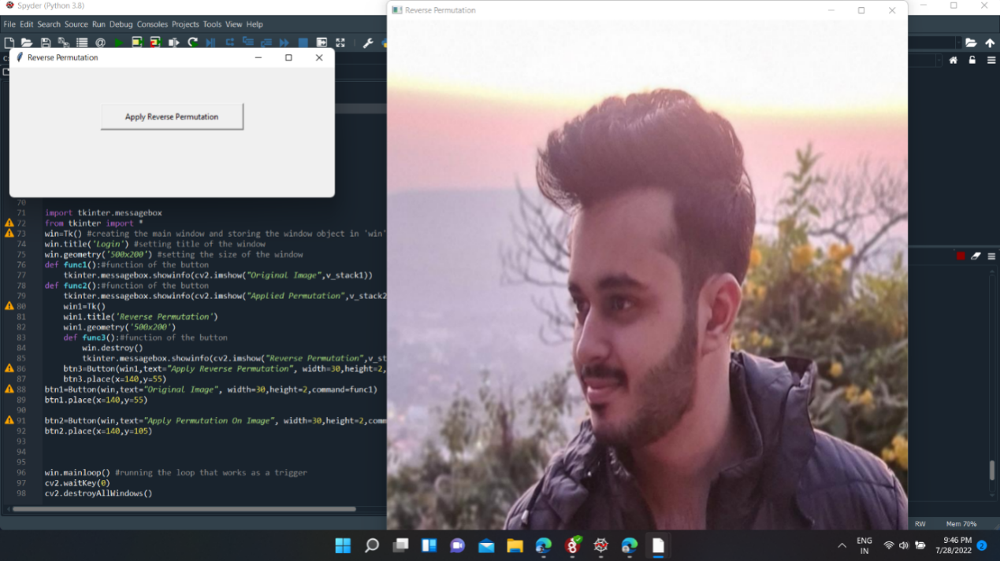 Spyder (Python 3.8)
Reverse Permutation
File Edit Search Source Run Debug Consoles Projects Tools View Help
Reverse Permutation
Apply Reverse Permutation
70
71 import tkinter.messagebox
72 from tkinter import *
73 win=Tk() #creating the main window and storing the window object in 'win'
74 win.title('Login') #setting title of the window
75 win.geometry('500x200') #setting the size of the window
76 def func1():#function of the button
77 tkinter.messagebox.showinfo(cv2.imshow("Original Image",v_stack1))
78 def func2():#function of the button
79 tkinter.messagebox.showinfo(cv2.imshow("Applied Permutation",v_stack2
80 win1=Tk()
81 win1.title('Reverse Permutation')
82 win1.geometry('500x200')
83 def func3():#function of the button
84 win.destroy()
85 tkinter.messagebox.showinfo(cv2.imshow("Reverse Permutation",v_st
86 btn3=Button(win1,text="Apply Reverse Permutation", width=30,height=2,
87 btn3.place(x=140,y=55)
88 btn1=Button(win,text="Original Image", width=30,height=2,command=func1)
89 btn1.place(x=140,y=55)
90
91 btn2=Button(win,text="Apply Permutation On Image", width=30,height=2,com
92 btn2.place(x=140,y=105)
93
94
95
96 win.mainloop() #running the loop that works as a trigger
97 cv2.waitKey(0)
98 cv2.destroyAllWindows()
RW Mem 70%
ENG
IN
9:46 PM
7/28/2022
2